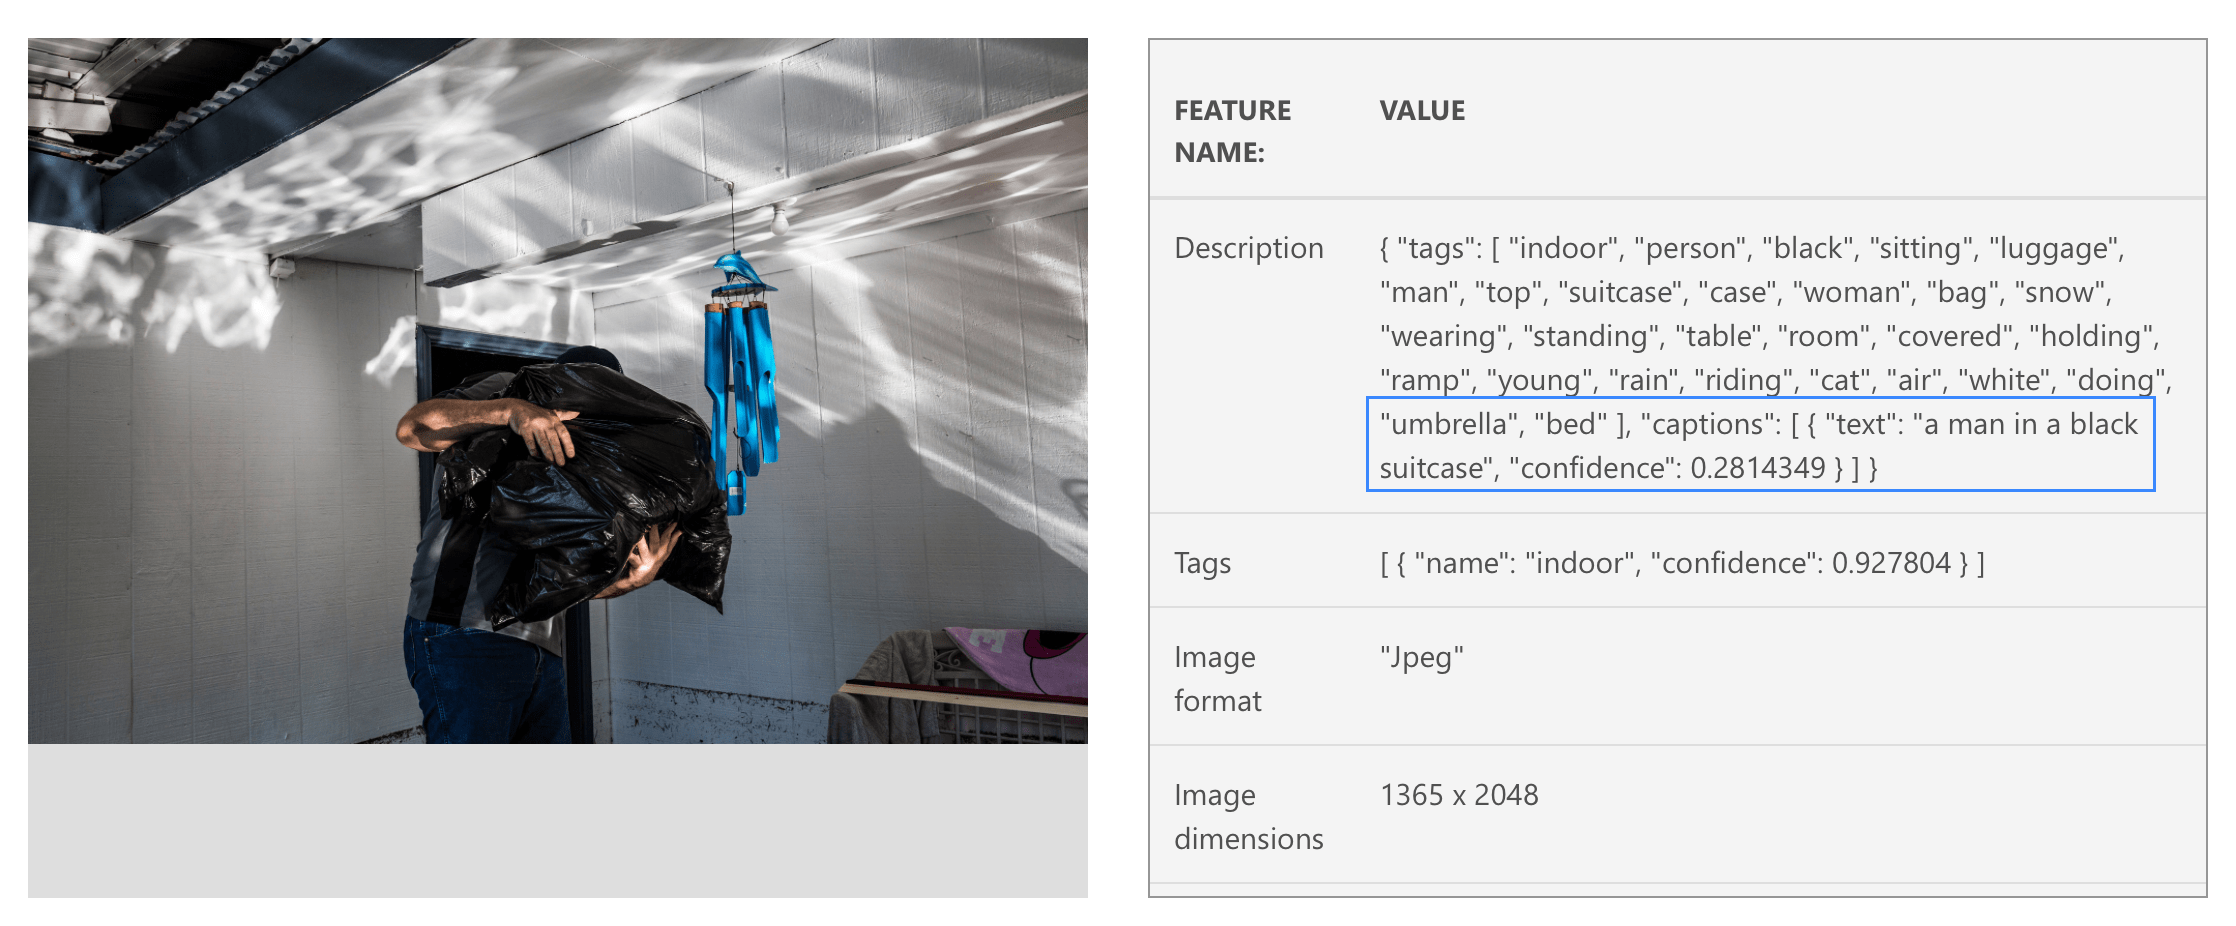 FEATURE NAME:
VALUE
Description
{ "tags": [ "indoor", "person", "black", "sitting", "luggage",
"man", "top", "suitcase", "case", "woman", "bag", "snow",
"wearing", "standing", "table", "room", "covered", "holding",
"ramp", "young", "rain", "riding", "cat", "air", "white", "doing",
"umbrella", "bed" ], "captions": [ { "text": "a man in a black
suitcase", "confidence": 0.2814349 } ] }
Tags
[ { "name": "indoor", "confidence": 0.927804 } ]
Image
format
"Jpeg"
Image
dimensions
1365 x 2048